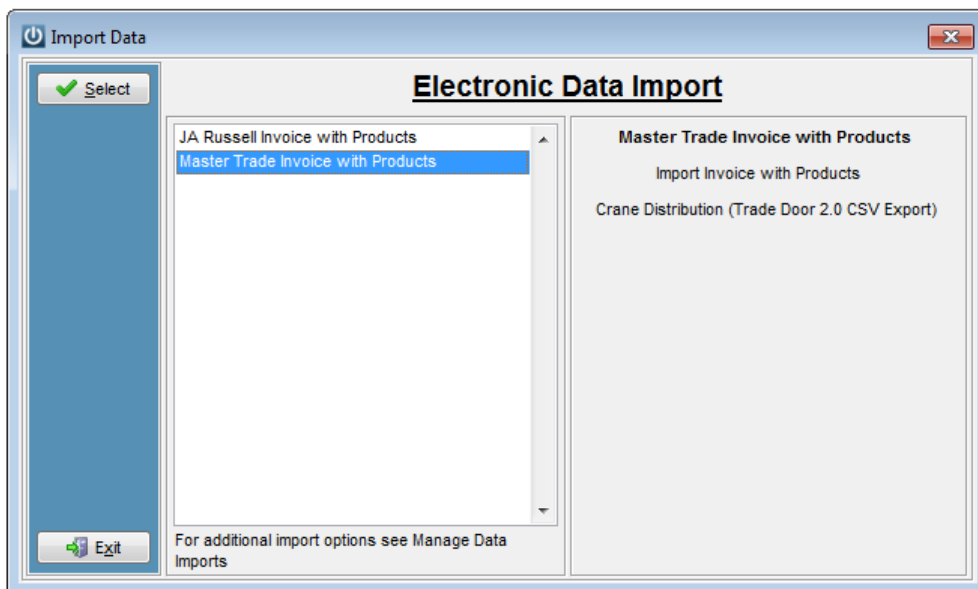 Import Data
Select
Electronic Data Import
JA Russell Invoice with Products
Master Trade Invoice with Products
Master Trade Invoice with Products
Import Invoice with Products
Crane Distribution (Trade Door 2.0 CSV Export)
For additional import options see Manage Data
Imports
Exit